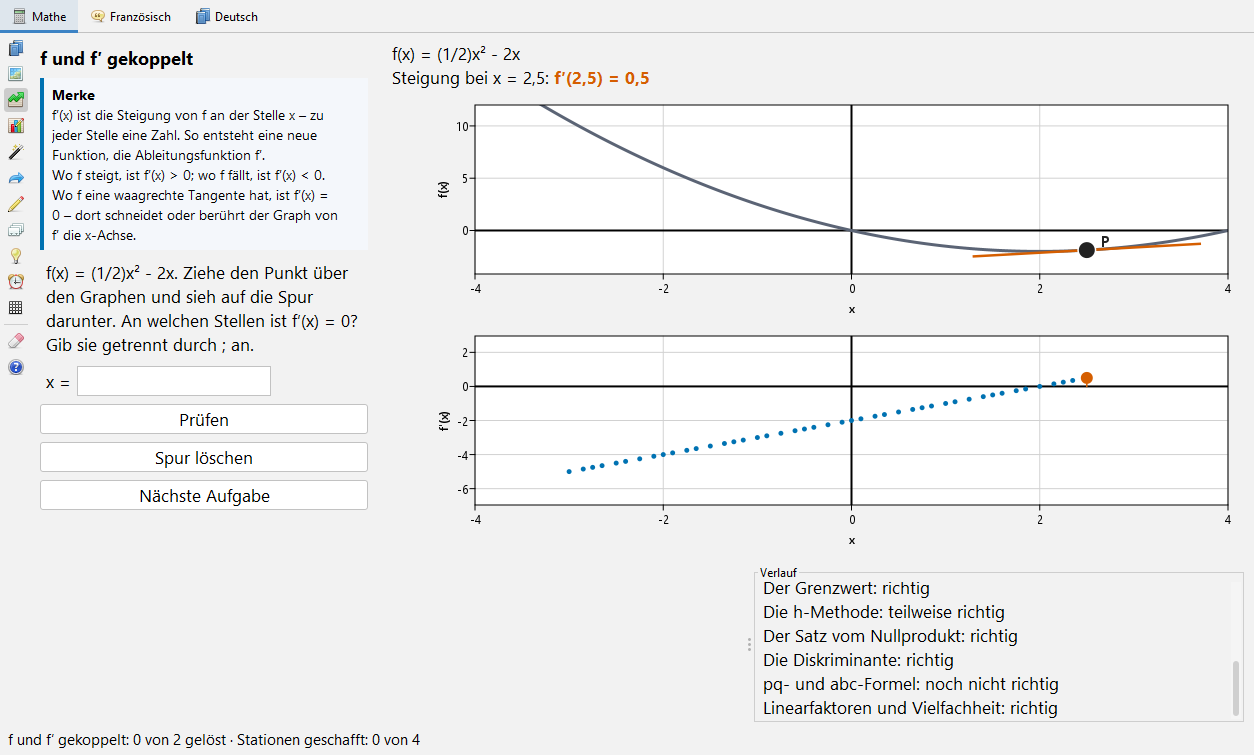 Mathe
Französisch
Deutsch
f und f′ gekoppelt
Merke
f′(x) ist die Steigung von f an der Stelle x – zu
jeder Stelle eine Zahl. So entsteht eine neue
Funktion, die Ableitungsfunktion f′.
Wo f steigt, ist f′(x) > 0; wo f fällt, ist f′(x) < 0.
Wo f eine waagrechte Tangente hat, ist f′(x) =
0 – dort schneidet oder berührt der Graph von
f′ die x-Achse.
f(x) = (1/2)x² - 2x. Ziehe den Punkt über
den Graphen und sieh auf die Spur
darunter. An welchen Stellen ist f′(x) = 0?
Gib sie getrennt durch ; an.
x =
Prüfen
Spur löschen
Nächste Aufgabe
f(x) = (1/2)x² - 2x
Steigung bei x = 2,5: f′(2,5) = 0,5
10
5
0
f(x)
P
-4
-2
0
2
4
x
2
0
-2
-4
-6
f′(x)
-4
-2
0
2
4
x
Verlauf
Der Grenzwert: richtig
Die h-Methode: teilweise richtig
Der Satz vom Nullprodukt: richtig
Die Diskriminante: richtig
pq- und abc-Formel: noch nicht richtig
Linearfaktoren und Vielfachheit: richtig
f und f′ gekoppelt: 0 von 2 gelöst · Stationen geschafft: 0 von 4